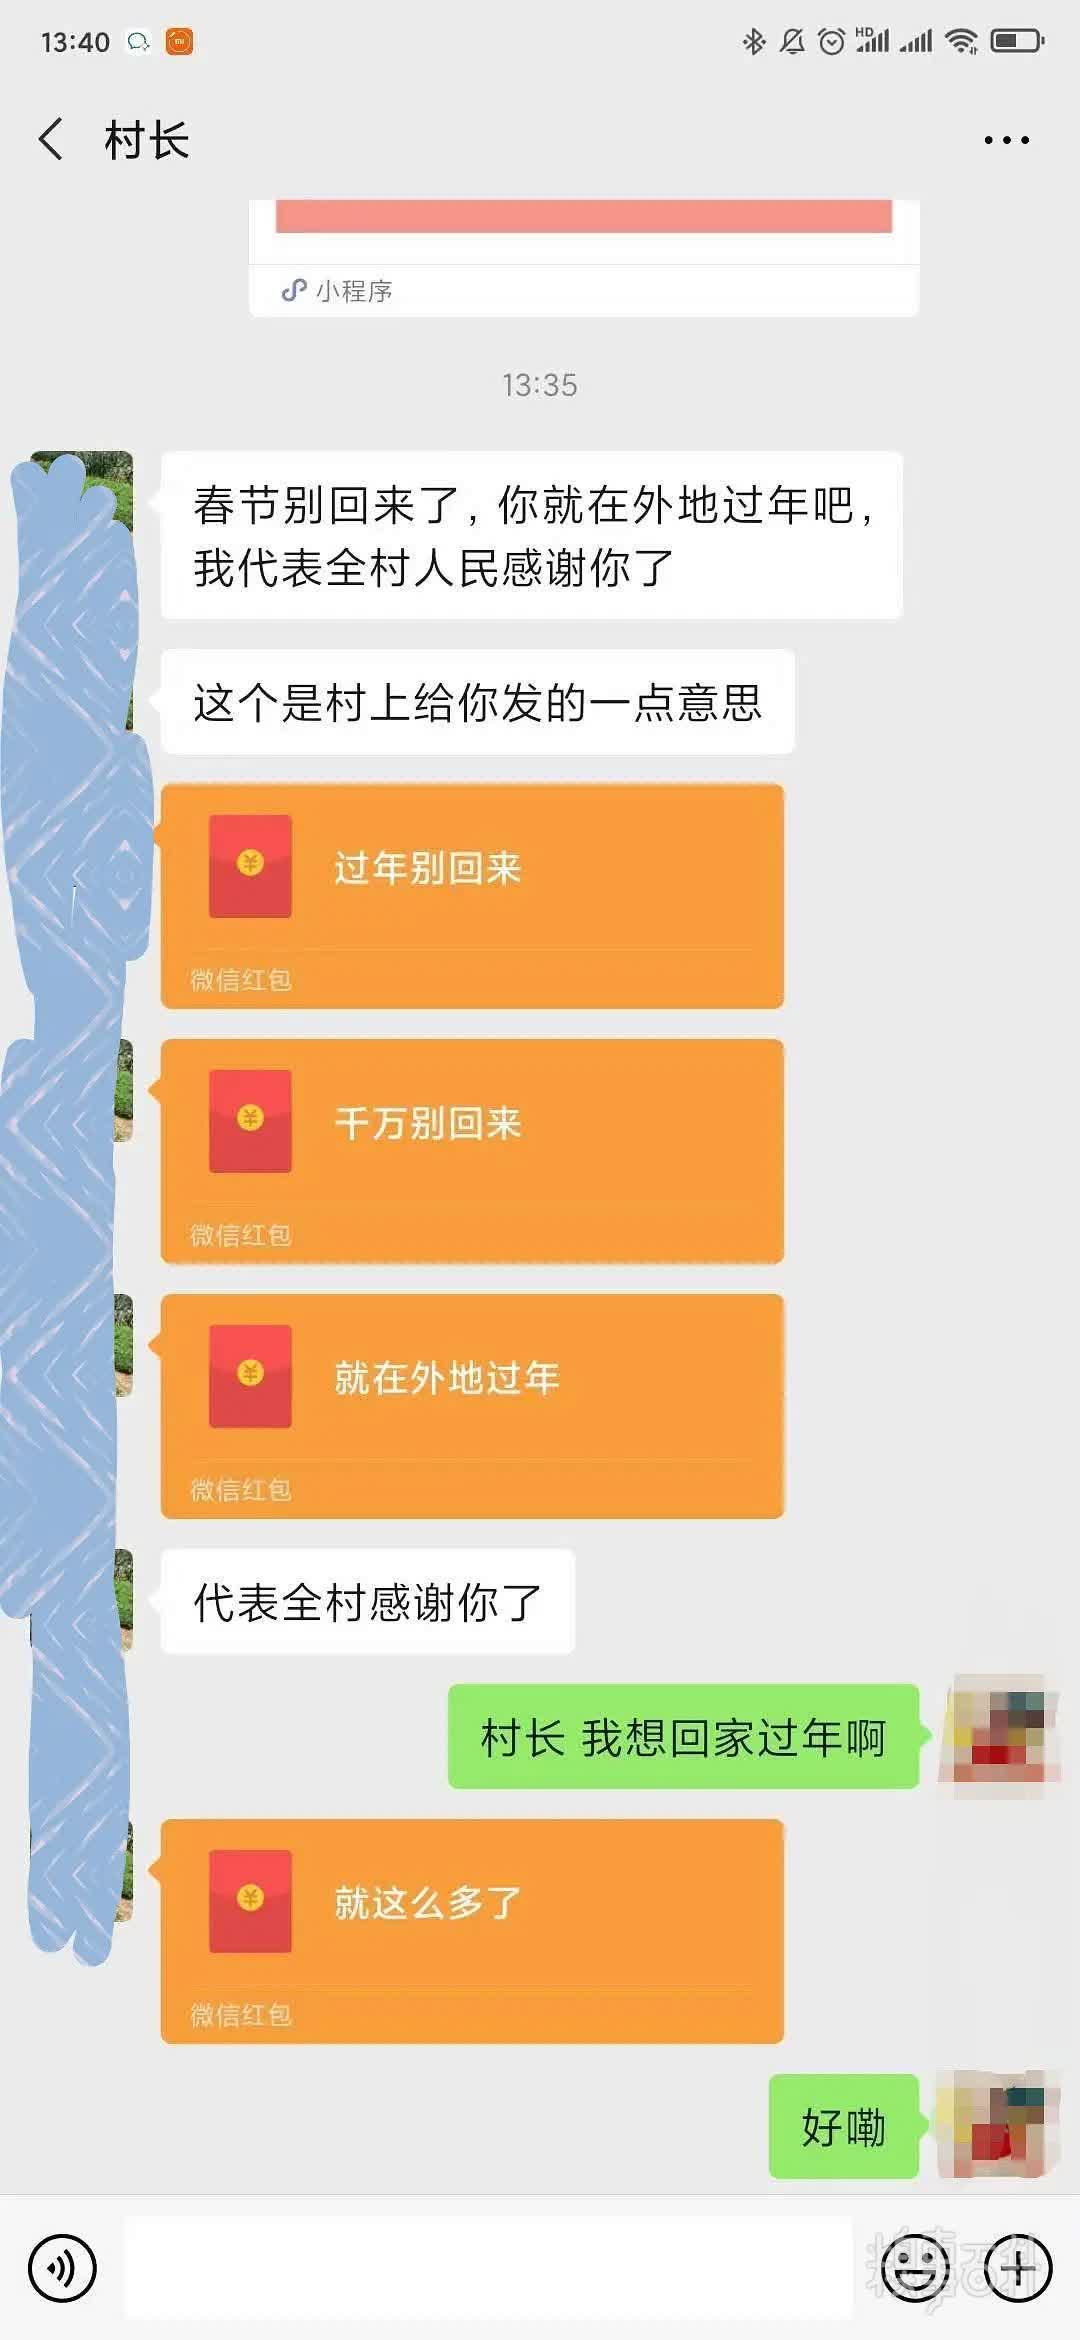 13:40
HD
村长
小程序
13:35
春节别回来了，你就在外地过年吧，
我代表全村人民感谢你了
这个是村上给你发的一点意思
过年别回来
微信红包
千万别回来
微信红包
就在外地过年
微信红包
代表全村感谢你了
村长 我想回家过年啊
就这么多了
微信红包
好嘞